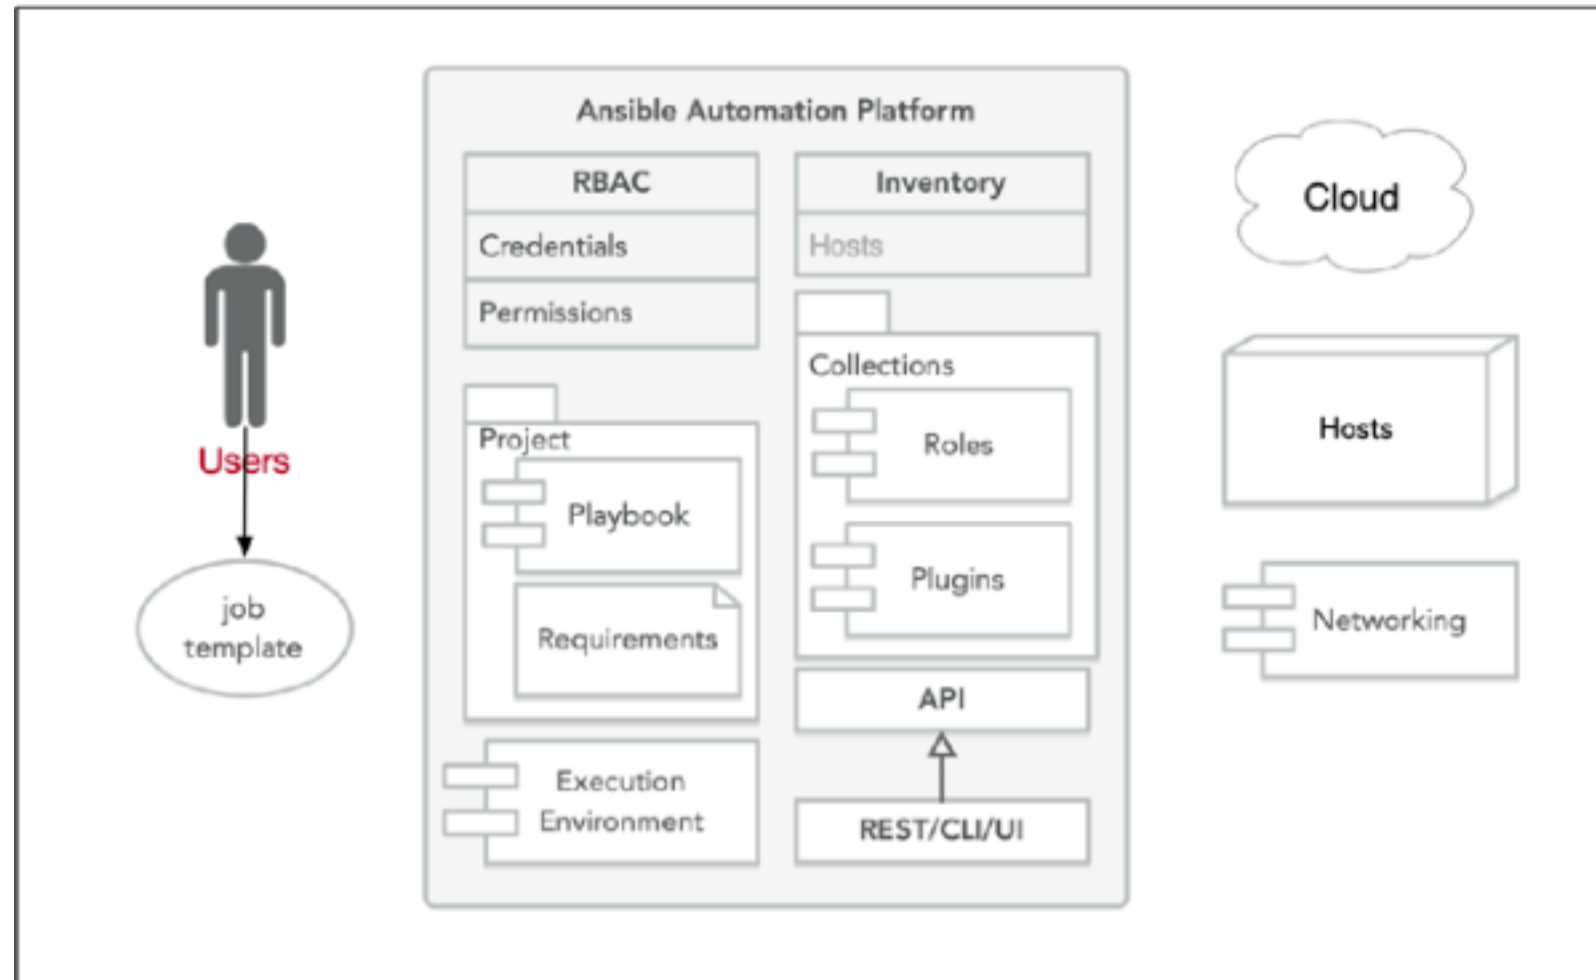 Ansible Automation Platform
RBAC
Credentials
Permissions
Inventory
Hosts
Collections
Roles
Plugins
Project
Playbook
Requirements
API
Execution
Environment
REST/CLI/UI
Users
job
template
Cloud
Hosts
Networking